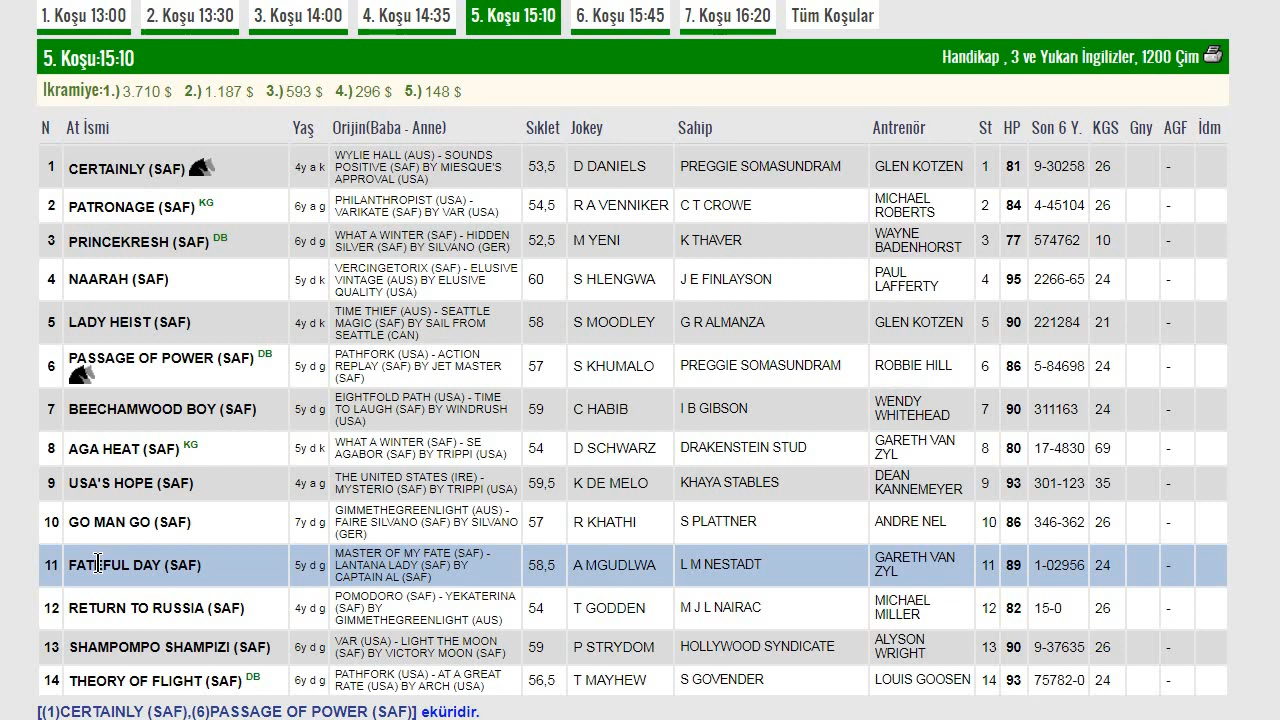 1. Koşu 13:00 2. Koşu 13:30 3. Koşu 14:00 4. Koşu 14:35 5. Koşu 15:10 6. Koşu 15:45 7. Koşu 16:20 Tüm Koşular
5. Koşu:15:10 Handikap , 3 ve Yukarı İngilizler, 1200 Çim
Ikramiye:1.) 3.710 $ 2.) 1.187 $ 3.) 593 $ 4.) 296 $ 5.) 148 $
N At İsmi Yaş Orijin(Baba - Anne) Sıklet Jokey Sahip Antrenör St HP Son 6 Y. KGS Gny AGF İdm
1 CERTAINLY (SAF) 4y a k WYLIE HALL (AUS) - SOUNDS POSITIVE (SAF) BY MIESQUE'S APPROVAL (USA) 53,5 D DANIELS PREGGIE SOMASUNDRAM GLEN KOTZEN 1 81 9-30258 26 -
2 PATRONAGE (SAF) KG 6y a g PHILANTHROPIST (USA) - VARIKATE (SAF) BY VAR (USA) 54,5 R A VENNIKER C T CROWE MICHAEL ROBERTS 2 84 4-45104 26 -
3 PRINCEKRESH (SAF) DB 6y d g WHAT A WINTER (SAF) - HIDDEN SILVER (SAF) BY SILVANO (GER) 52,5 M YENI K THAVER WAYNE BADENHORST 3 77 574762 10 -
4 NAARAH (SAF) 5y d k VERCINGETORIX (SAF) - ELUSIVE VINTAGE (AUS) BY ELUSIVE QUALITY (USA) 60 S HLENGWA J E FINLAYSON PAUL LAFFERTY 4 95 2266-65 24 -
5 LADY HEIST (SAF) 4y d k TIME THIEF (AUS) - SEATTLE MAGIC (SAF) BY SAIL FROM SEATTLE (CAN) 58 S MOODLEY G R ALMANZA GLEN KOTZEN 5 90 221284 21 -
6 PASSAGE OF POWER (SAF) DB 5y d g PATHFORK (USA) - ACTION REPLAY (SAF) BY JET MASTER (SAF) 57 S KHUMALO PREGGIE SOMASUNDRAM ROBBIE HILL 6 86 5-84698 24 -
7 BEECHAMWOOD BOY (SAF) 5y d g EIGHTFOLD PATH (USA) - TIME TO LAUGH (SAF) BY WINDRUSH (USA) 59 C HABIB I B GIBSON WENDY WHITEHEAD 7 90 311163 24 -
8 AGA HEAT (SAF) KG 5y d k WHAT A WINTER (SAF) - SE AGABOR (SAF) BY TRIPPI (USA) 54 D SCHWARZ DRAKENSTEIN STUD GARETH VAN ZYL 8 80 17-4830 69 -
9 USA'S HOPE (SAF) 4y a g THE UNITED STATES (IRE) - MYSTERIO (SAF) BY TRIPPI (USA) 59,5 K DE MELO KHAYA STABLES DEAN KANNEMEYER 9 93 301-123 35 -
10 GO MAN GO (SAF) 7y d g GIMMETHEGREENLIGHT (AUS) - FAIRE SILVANO (SAF) BY SILVANO (GER) 57 R KHATHI S PLATTNER ANDRE NEL 10 86 346-362 26 -
11 FATEFUL DAY (SAF) 5y d g MASTER OF MY FATE (SAF) - LANTANA LADY (SAF) BY CAPTAIN AL (SAF) 58,5 A MGUDLWA L M NESTADT GARETH VAN ZYL 11 89 1-02956 24 -
12 RETURN TO RUSSIA (SAF) 4y d g POMODORO (SAF) - YEKATERINA (SAF) BY GIMMETHEGREENLIGHT (AUS) 54 T GODDEN M J L NAIRAC MICHAEL MILLER 12 82 15-0 26 -
13 SHAMPOMPO SHAMPIZI (SAF) 6y d g VAR (USA) - LIGHT THE MOON (SAF) BY VICTORY MOON (SAF) 59 P STRYDOM HOLLYWOOD SYNDICATE ALYSON WRIGHT 13 90 9-37635 26 -
14 THEORY OF FLIGHT (SAF) DB 6y d g PATHFORK (USA) - AT A GREAT RATE (USA) BY ARCH (USA) 56,5 T MAYHEW S GOVENDER LOUIS GOOSEN 14 93 75782-0 24 -
[(1)CERTAINLY (SAF),(6)PASSAGE OF POWER (SAF)] eküridir.